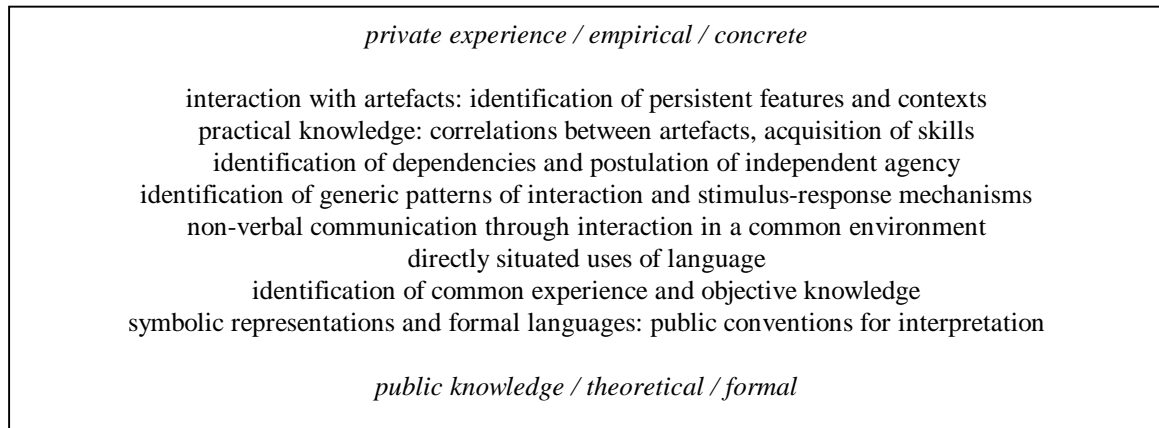 private experience / empirical / concrete
interaction with artefacts: identification of persistent features and contexts
practical knowledge: correlations between artefacts, acquisition of skills
identification of dependencies and postulation of independent agency
identification of generic patterns of interaction and stimulus-response mechanisms
non-verbal communication through interaction in a common environment
directly situated uses of language
identification of common experience and objective knowledge
symbolic representations and formal languages: public conventions for interpretation
public knowledge / theoretical / formal